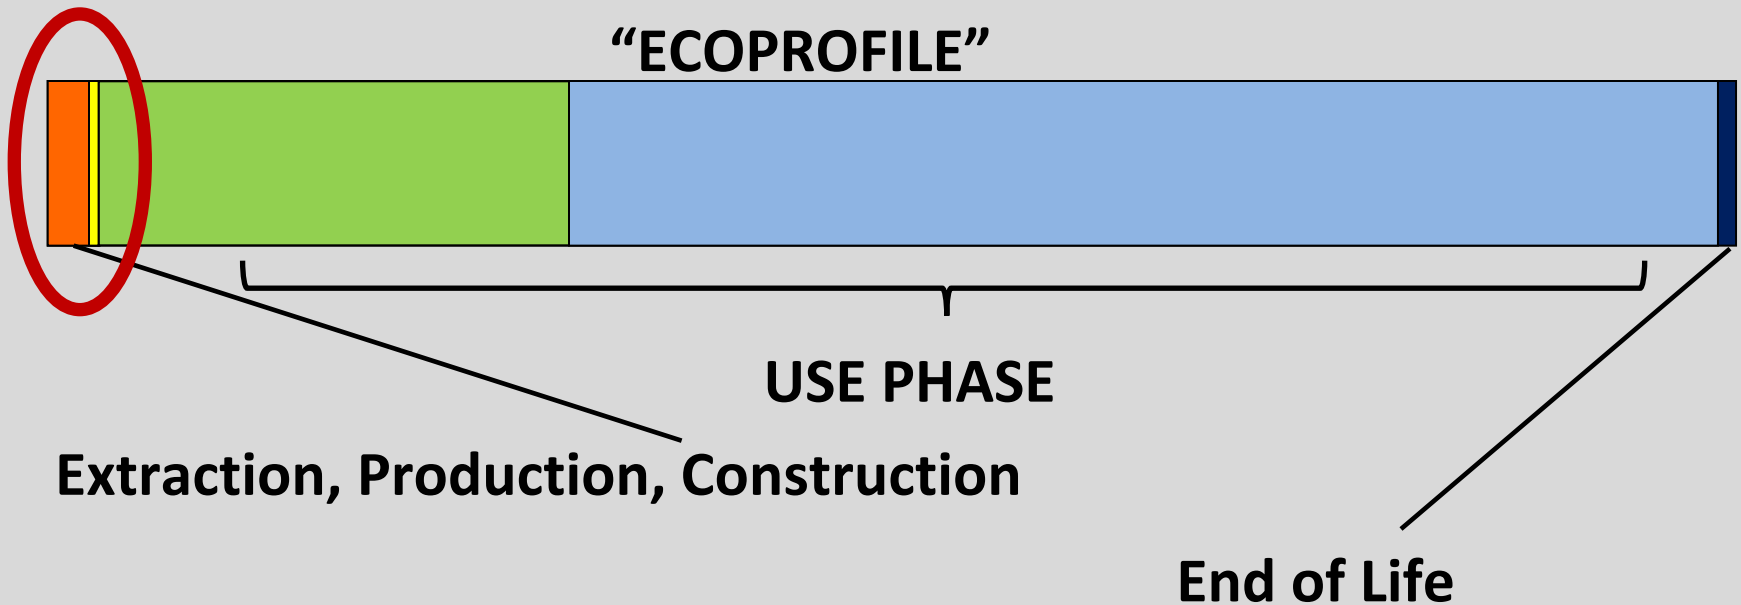 “ECOPROFILE”
USE PHASE
Extraction, Production, Construction
End of Life